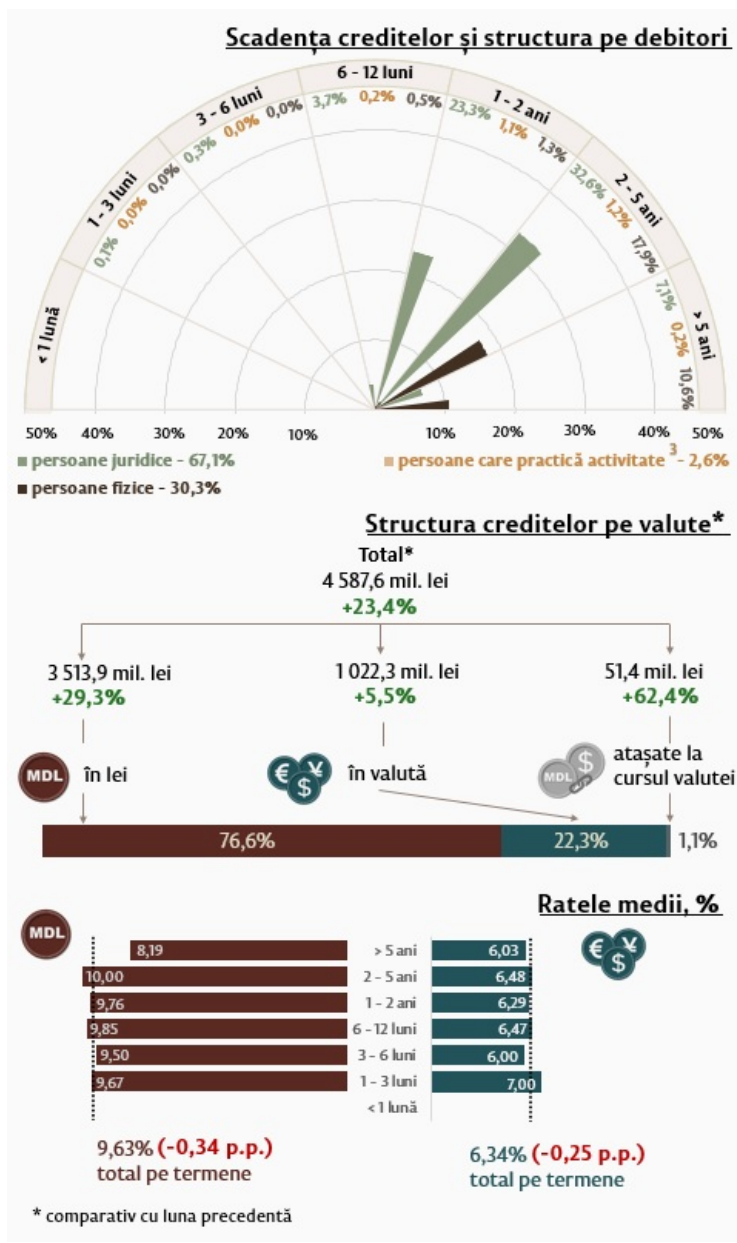 Scadența creditelor și structura pe debitori
< 1 lună
1 - 3 luni
3 - 6 luni
6 - 12 luni
1 - 2 ani
2 - 5 ani
> 5 ani
0,1% 0,0% 0,0%
0,3% 0,0% 0,0%
3,7% 0,2% 0,5%
23,3% 1,1% 1,3%
32,6% 1,2% 17,9%
7,1% 0,2% 10,6%
50% 40% 30% 20% 10% 10% 20% 30% 40% 50%
persoane juridice - 67,1%
persoane care practică activitate 3 - 2,6%
persoane fizice - 30,3%
Structura creditelor pe valute*
Total*
4 587,6 mil. lei
+23,4%
3 513,9 mil. lei
+29,3%
1 022,3 mil. lei
+5,5%
51,4 mil. lei
+62,4%
MDL în lei
€ ¥ $ în valută
MDL $ atașate la
cursul valutei
76,6% 22,3% 1,1%
Ratele medii, %
MDL
€ ¥ $
8,19 > 5 ani 6,03
10,00 2 - 5 ani 6,48
9,76 1 - 2 ani 6,29
9,85 6 - 12 luni 6,47
9,50 3 - 6 luni 6,00
9,67 1 - 3 luni 7,00
< 1 lună
9,63% (-0,34 p.p.)
total pe termene
6,34% (-0,25 p.p.)
total pe termene
* comparativ cu luna precedentă